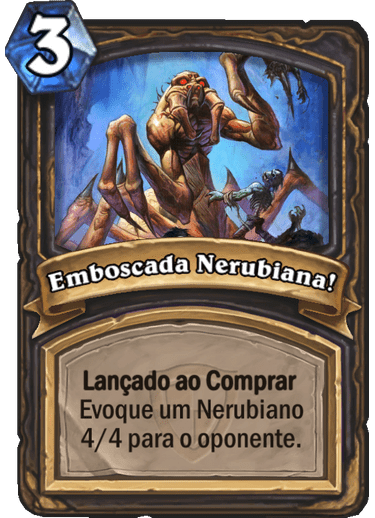 3
Emboscada Nerubiana!
Lançado ao Comprar
Evoque um Nerubiano
4/4 para o oponente.